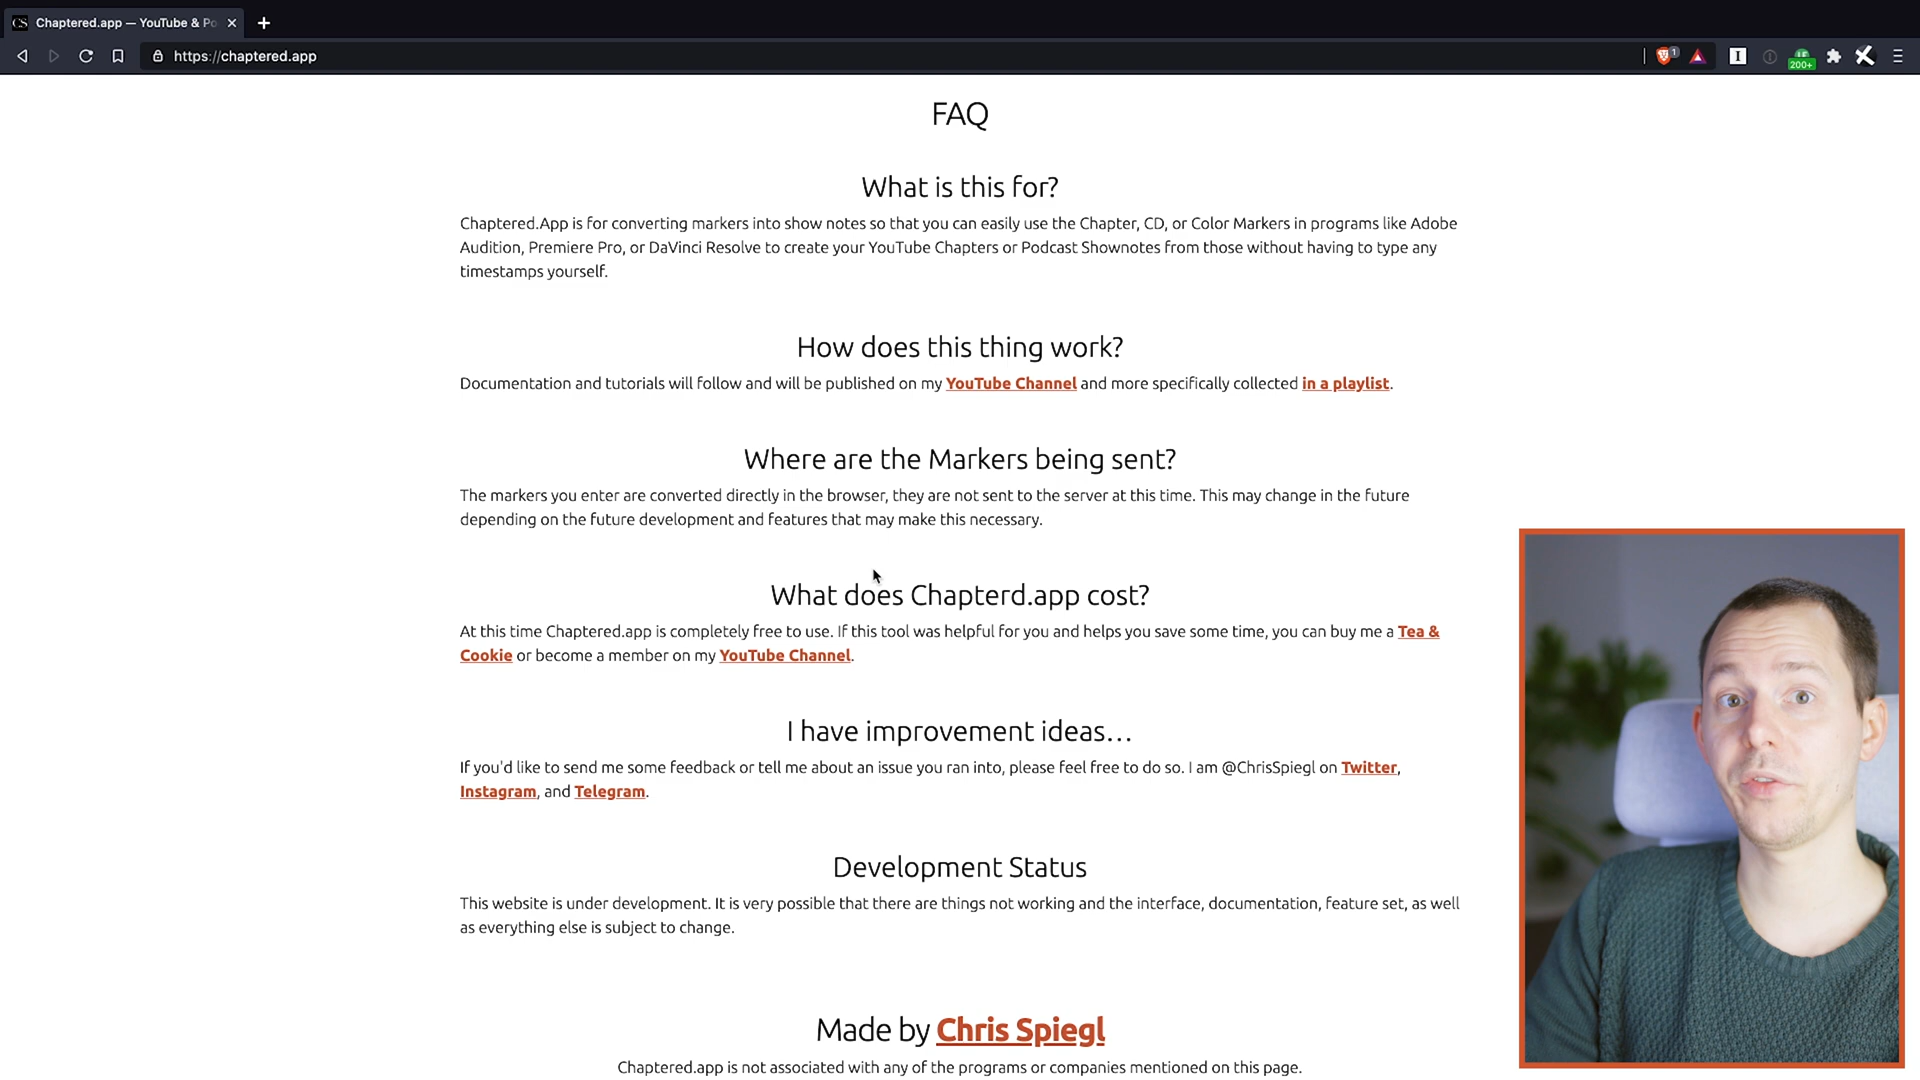 CS Chaptered.app — YouTube & Po
https://chaptered.app
1
200+
FAQ
What is this for?
Chaptered.App is for converting markers into show notes so that you can easily use the Chapter, CD, or Color Markers in programs like Adobe
Audition, Premiere Pro, or DaVinci Resolve to create your YouTube Chapters or Podcast Shownotes from those without having to type any
timestamps yourself.
How does this thing work?
Documentation and tutorials will follow and will be published on my YouTube Channel and more specifically collected in a playlist.
Where are the Markers being sent?
The markers you enter are converted directly in the browser, they are not sent to the server at this time. This may change in the future
depending on the future development and features that may make this necessary.
What does Chapterd.app cost?
At this time Chaptered.app is completely free to use. If this tool was helpful for you and helps you save some time, you can buy me a Tea &
Cookie or become a member on my YouTube Channel.
I have improvement ideas…
If you'd like to send me some feedback or tell me about an issue you ran into, please feel free to do so. I am @ChrisSpiegl on Twitter,
Instagram, and Telegram.
Development Status
This website is under development. It is very possible that there are things not working and the interface, documentation, feature set, as well
as everything else is subject to change.
Made by Chris Spiegl
Chaptered.app is not associated with any of the programs or companies mentioned on this page.